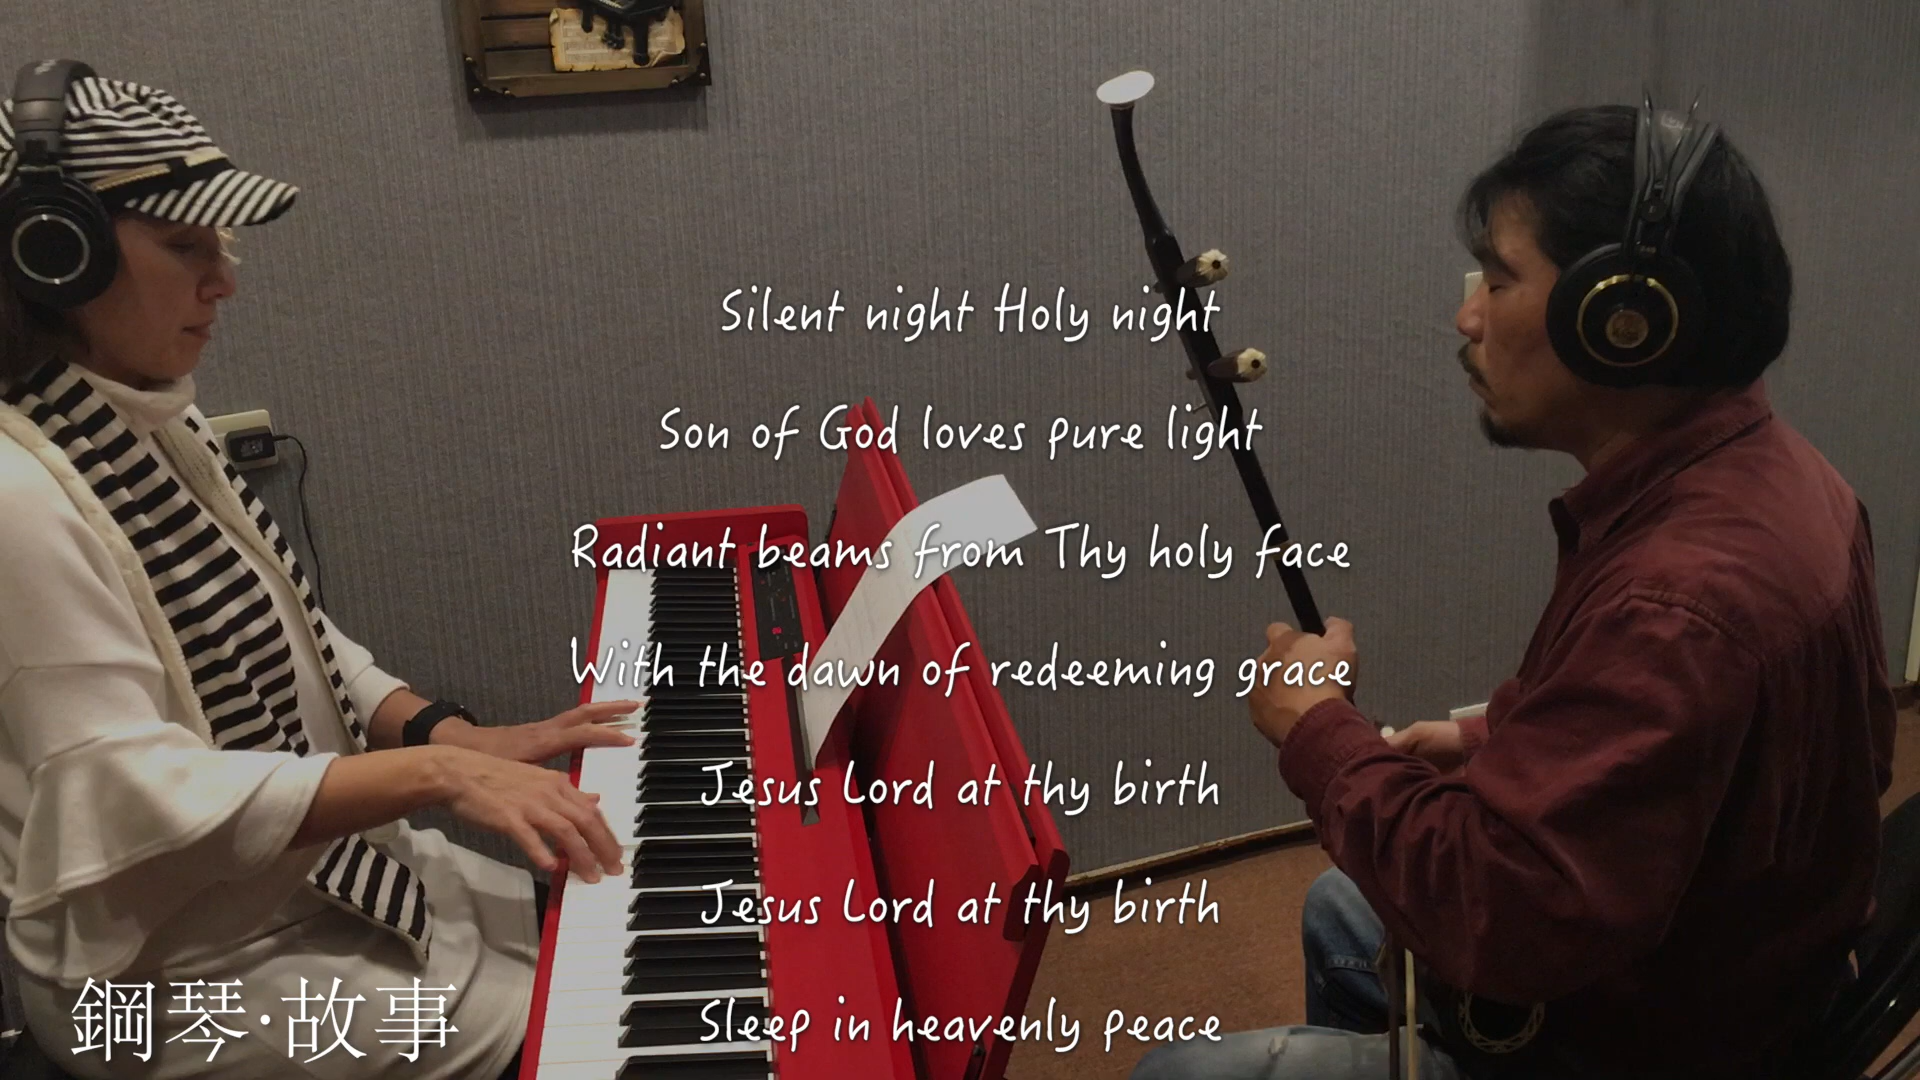 Silent night Holy night
Son of God loves pure light
Radiant beams from Thy holy face
With the dawn of redeeming grace
Jesus Lord at thy birth
Jesus Lord at thy birth
Sleep in heavenly peace
鋼琴·故事